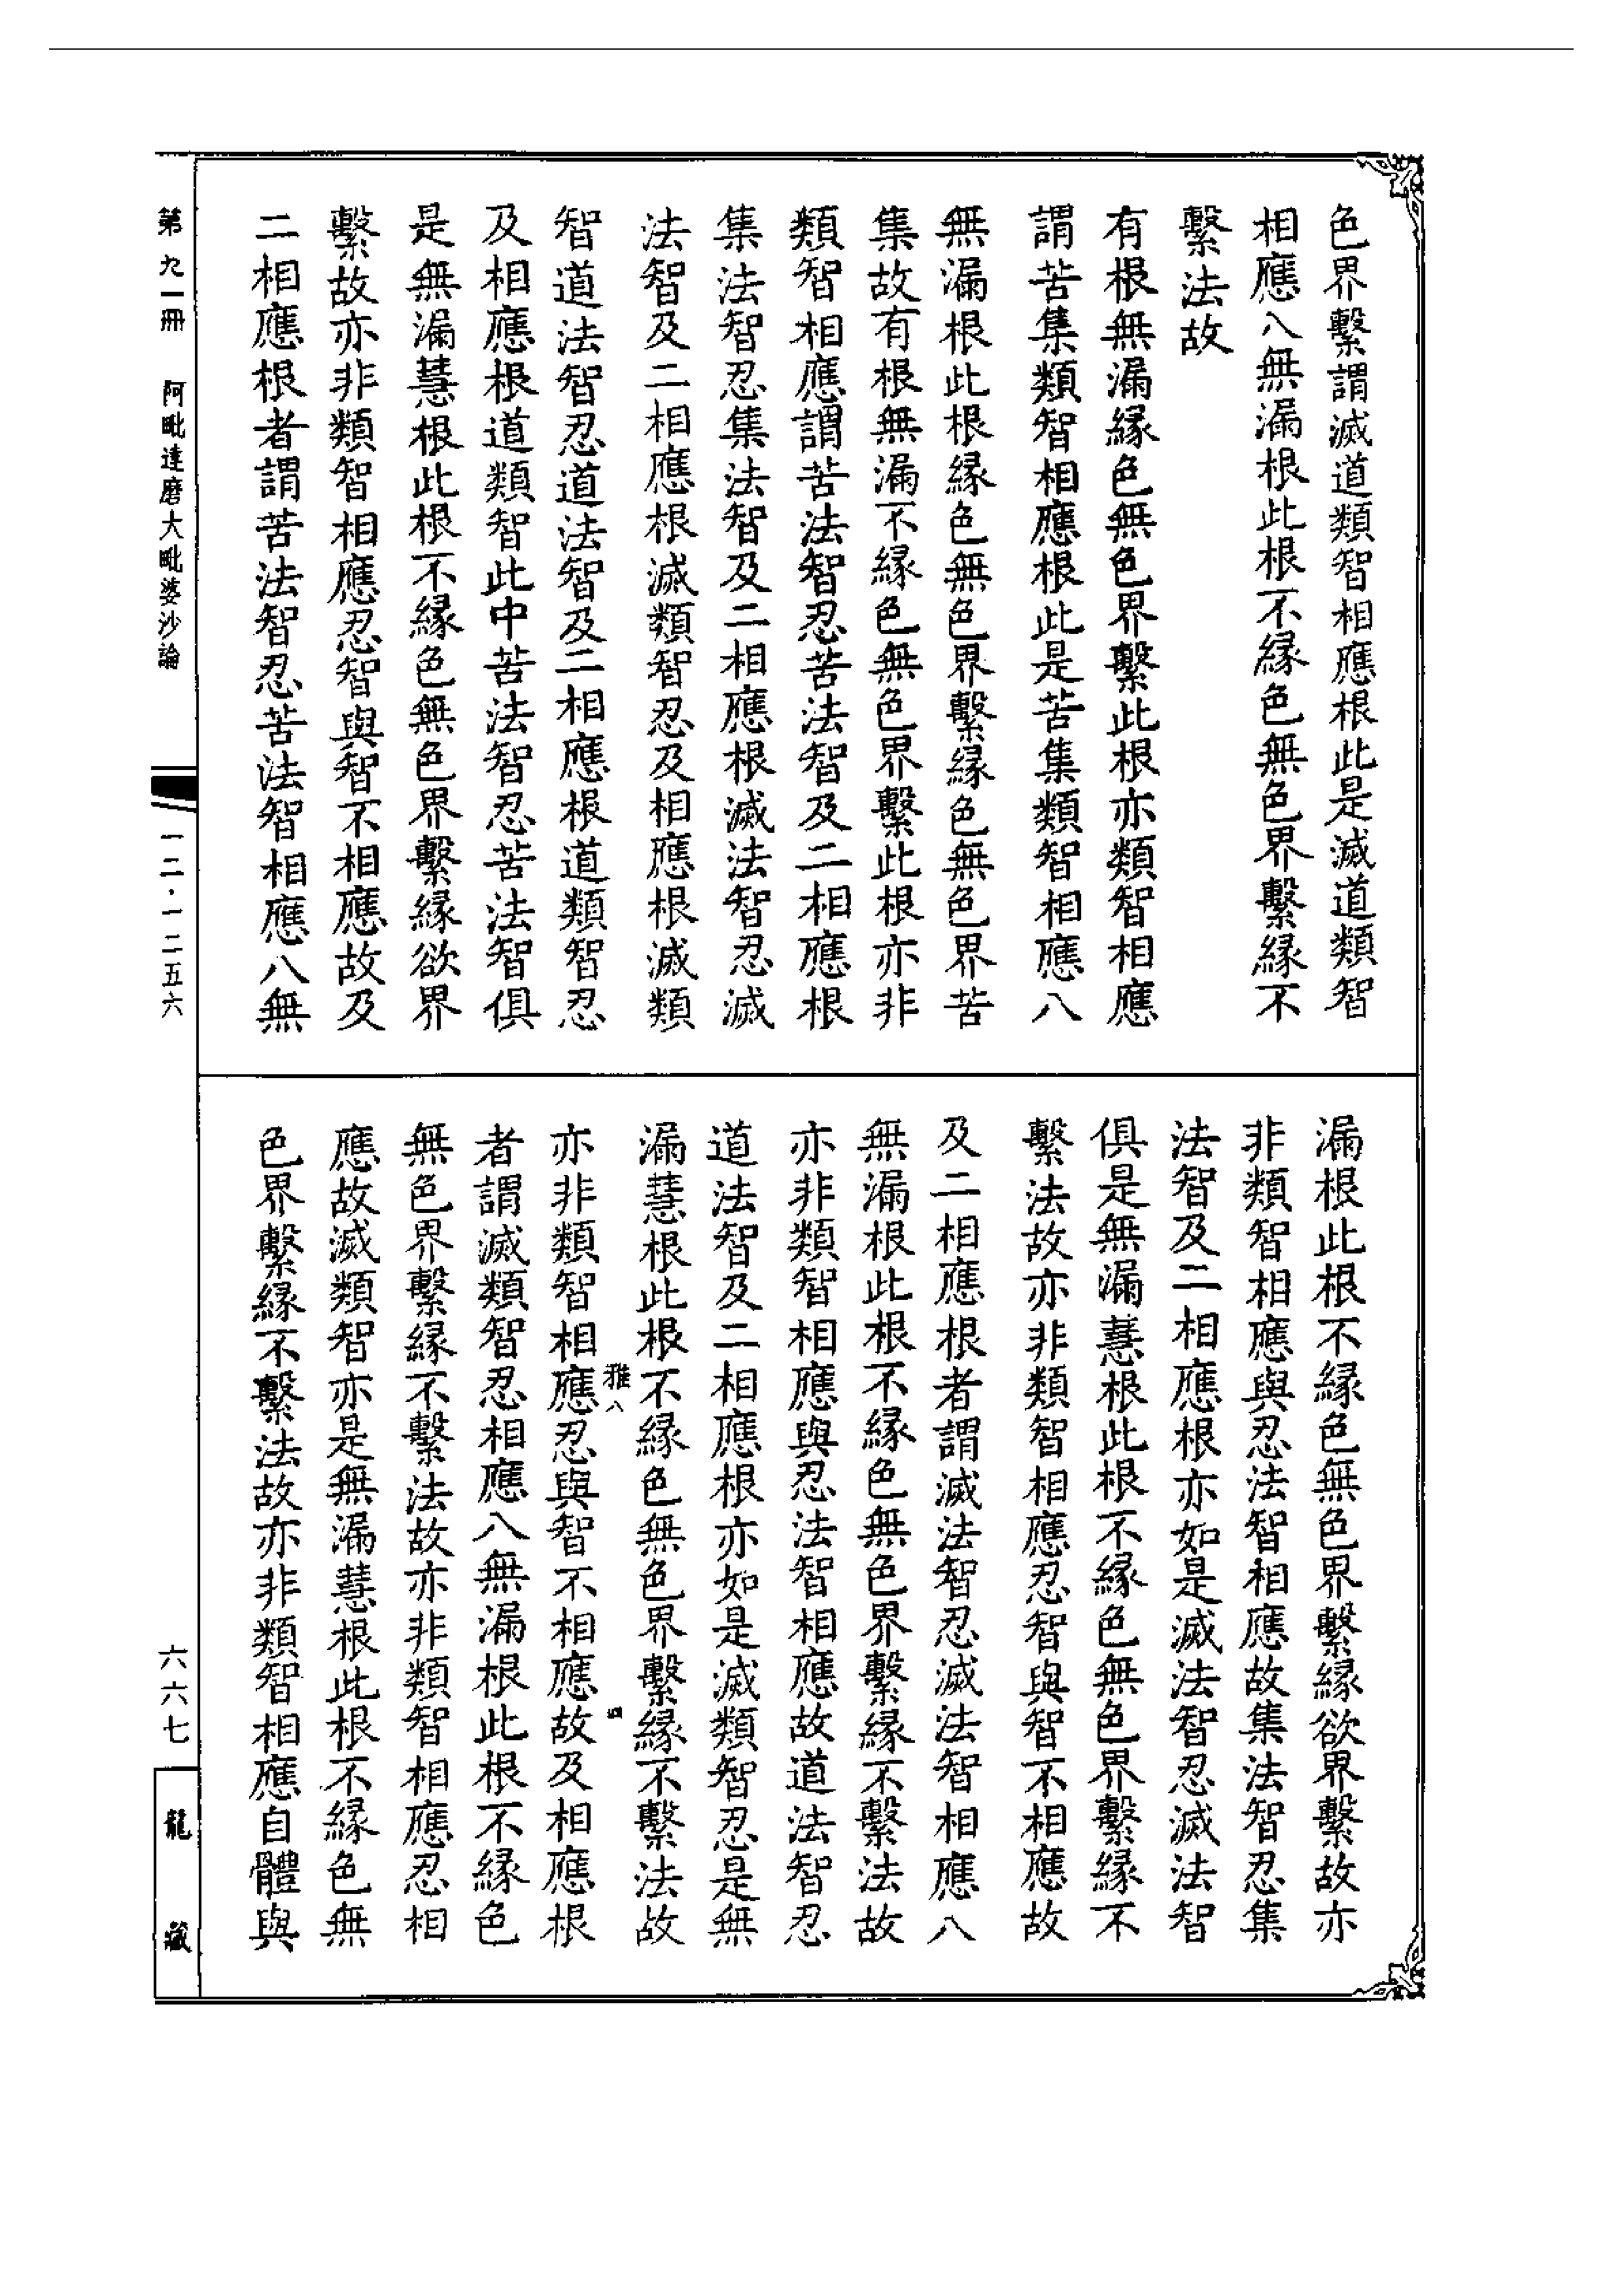 色界繫謂滅道類智相應根此是滅道類智
相應八無漏根此根不緣色無色界繫緣不
繫法故
有根無漏緣色無色界繫此根亦類智相應
謂苦集類智相應根此是苦集類智相應八
無漏根此根緣色無色界繫緣色無色界苦
集故有根無漏不緣色無色界繫此根亦非
類智相應謂苦法智忍苦法智及二相應根
集法智忍集法智及二相應根滅法智忍滅
法智及二相應根滅類智忍及相應根滅類
智道法智忍道法智及二相應根道類智忍
及相應根道類智此中苦法智忍苦法智俱
是無漏慧根此根不緣色無色界繫緣欲界
繫故亦非類智相應忍智與智不相應故及
二相應根者謂苦法智忍苦法智相應八無
漏根此根不緣色無色界繫緣欲界繫故亦
非類智相應與忍法智相應故集法智忍集
法智及二相應根亦如是滅法智忍滅法智
俱是無漏慧根此根不緣色無色界繫緣不
繫法故亦非類智相應忍智與智不相應故
及二相應根者謂滅法智忍滅法智相應八
無漏根此根不緣色無色界繫緣不繫法故
亦非類智相應與忍法智相應故道法智忍
道法智及二相應根亦如是滅類智忍是無
漏慧根此根不緣色無色界繫緣不繫法故
雅八 四
亦非類智相應忍與智不相應故及相應根
者謂滅類智忍相應八無漏根此根不緣色
無色界繫緣不繫法故亦非類智相應忍相
應故滅類智亦是無漏慧根此根不緣色無
色界繫緣不繫法故亦非類智相應自體與
第九一冊 阿毗達磨大毗婆沙論 一二·一二五六 六六七 龍藏